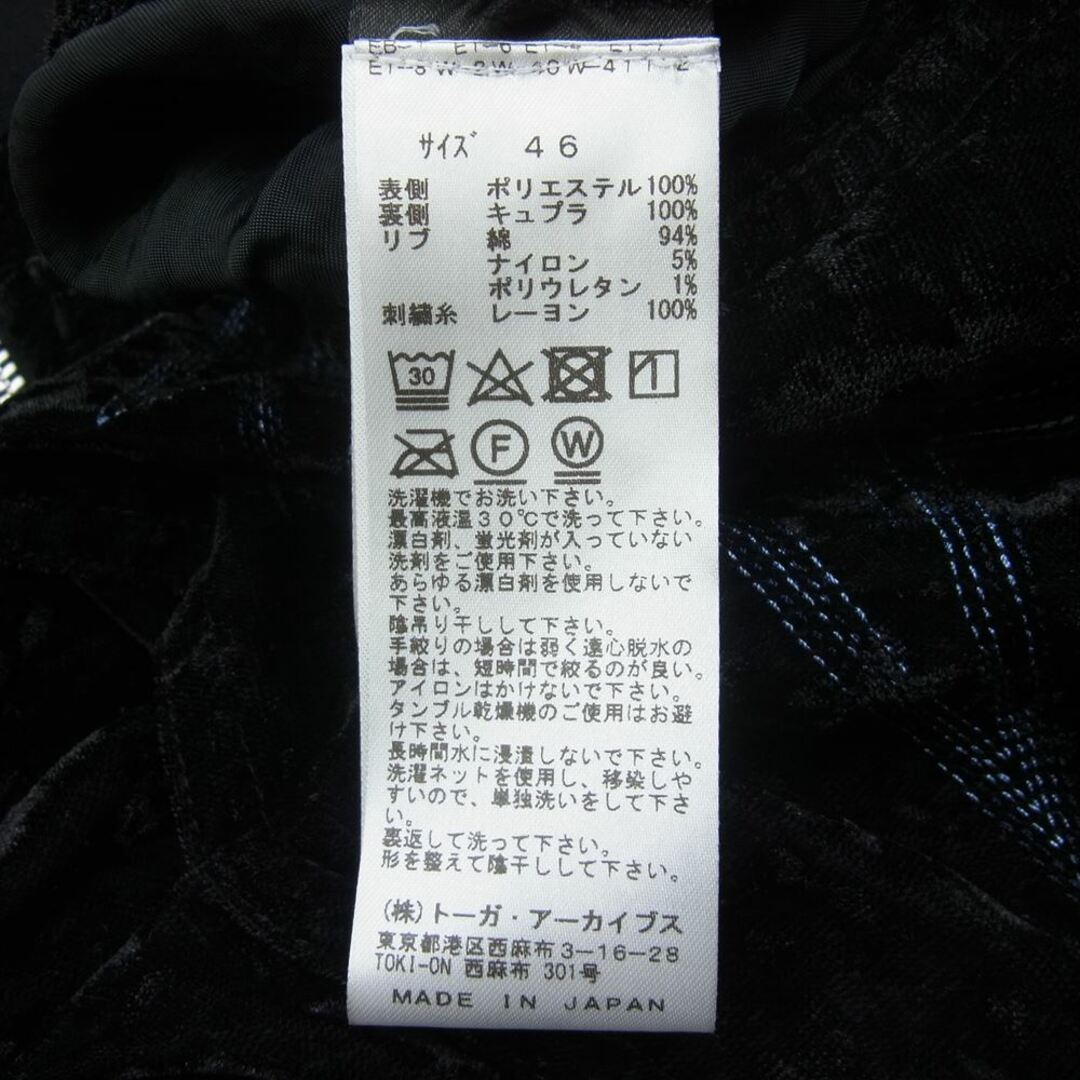 サイズ 46
表側 ポリエステル 100%
裏側 キュプラ 100%
リブ 綿 94%
ナイロン 5%
ポリウレタン 1%
刺繍糸 レーヨン 100%
30
F W
洗濯機でお洗い下さい。
最高液温30℃で洗って下さい。
漂白剤、蛍光剤が入っていない
洗剤をご使用下さい。
あらゆる漂白剤を使用しないで
下さい。
陰吊り干しして下さい。
手絞りの場合は弱く遠心脱水の
場合は、短時間で絞るのが良い。
アイロンはかけないで下さい。
タンブル乾燥機のご使用はお避
け下さい。
長時間水に浸漬しないで下さい。
洗濯ネットを使用し、移染しや
すいので、単独洗いをして下さ
い。
裏返して洗って下さい。
形を整えて陰干しして下さい。
(株)トーガ・アーカイブス
東京都港区西麻布3-16-28
TOKI-ON 西麻布 301号
MADE IN JAPAN